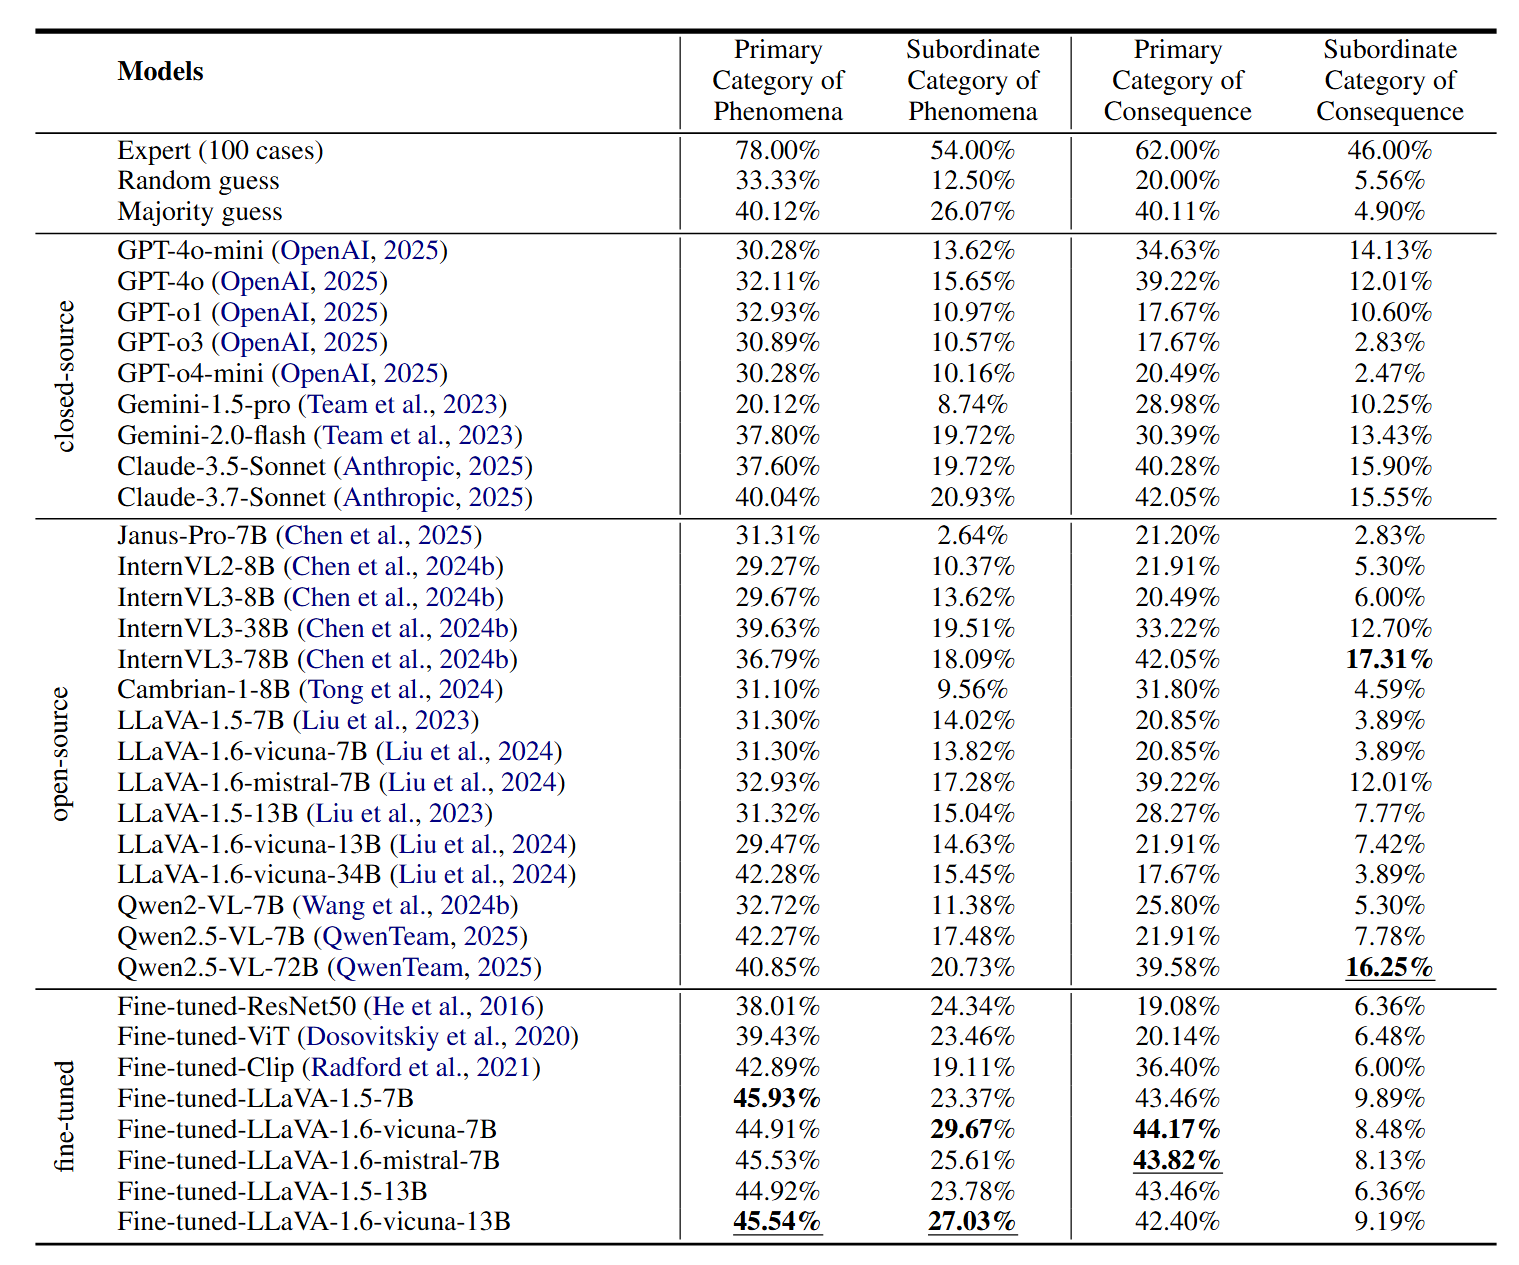 Models
Primary Category of Phenomena
Subordinate Category of Phenomena
Primary Category of Consequence
Subordinate Category of Consequence
Expert (100 cases) 78.00% 54.00% 62.00% 46.00%
Random guess 33.33% 12.50% 20.00% 5.56%
Majority guess 40.12% 26.07% 40.11% 4.90%
closed-source
GPT-4o-mini (OpenAI, 2025) 30.28% 13.62% 34.63% 14.13%
GPT-4o (OpenAI, 2025) 32.11% 15.65% 39.22% 12.01%
GPT-o1 (OpenAI, 2025) 32.93% 10.97% 17.67% 10.60%
GPT-o3 (OpenAI, 2025) 30.89% 10.57% 17.67% 2.83%
GPT-o4-mini (OpenAI, 2025) 30.28% 10.16% 20.49% 2.47%
Gemini-1.5-pro (Team et al., 2023) 20.12% 8.74% 28.98% 10.25%
Gemini-2.0-flash (Team et al., 2023) 37.80% 19.72% 30.39% 13.43%
Claude-3.5-Sonnet (Anthropic, 2025) 37.60% 19.72% 40.28% 15.90%
Claude-3.7-Sonnet (Anthropic, 2025) 40.04% 20.93% 42.05% 15.55%
open-source
Janus-Pro-7B (Chen et al., 2025) 31.31% 2.64% 21.20% 2.83%
InternVL2-8B (Chen et al., 2024b) 29.27% 10.37% 21.91% 5.30%
InternVL3-8B (Chen et al., 2024b) 29.67% 13.62% 20.49% 6.00%
InternVL3-38B (Chen et al., 2024b) 39.63% 19.51% 33.22% 12.70%
InternVL3-78B (Chen et al., 2024b) 36.79% 18.09% 42.05% 17.31%
Cambrian-1-8B (Tong et al., 2024) 31.10% 9.56% 31.80% 4.59%
LLaVA-1.5-7B (Liu et al., 2023) 31.30% 14.02% 20.85% 3.89%
LLaVA-1.6-vicuna-7B (Liu et al., 2024) 31.30% 13.82% 20.85% 3.89%
LLaVA-1.6-mistral-7B (Liu et al., 2024) 32.93% 17.28% 39.22% 12.01%
LLaVA-1.5-13B (Liu et al., 2023) 31.32% 15.04% 28.27% 7.77%
LLaVA-1.6-vicuna-13B (Liu et al., 2024) 29.47% 14.63% 21.91% 7.42%
LLaVA-1.6-vicuna-34B (Liu et al., 2024) 42.28% 15.45% 17.67% 3.89%
Qwen2-VL-7B (Wang et al., 2024b) 32.72% 11.38% 25.80% 5.30%
Qwen2.5-VL-7B (QwenTeam, 2025) 42.27% 17.48% 21.91% 7.78%
Qwen2.5-VL-72B (QwenTeam, 2025) 40.85% 20.73% 39.58% 16.25%
fine-tuned
Fine-tuned-ResNet50 (He et al., 2016) 38.01% 24.34% 19.08% 6.36%
Fine-tuned-ViT (Dosovitskiy et al., 2020) 39.43% 23.46% 20.14% 6.48%
Fine-tuned-Clip (Radford et al., 2021) 42.89% 19.11% 36.40% 6.00%
Fine-tuned-LLaVA-1.5-7B 45.93% 23.37% 43.46% 9.89%
Fine-tuned-LLaVA-1.6-vicuna-7B 44.91% 29.67% 44.17% 8.48%
Fine-tuned-LLaVA-1.6-mistral-7B 45.53% 25.61% 43.82% 8.13%
Fine-tuned-LLaVA-1.5-13B 44.92% 23.78% 43.46% 6.36%
Fine-tuned-LLaVA-1.6-vicuna-13B 45.54% 27.03% 42.40% 9.19%